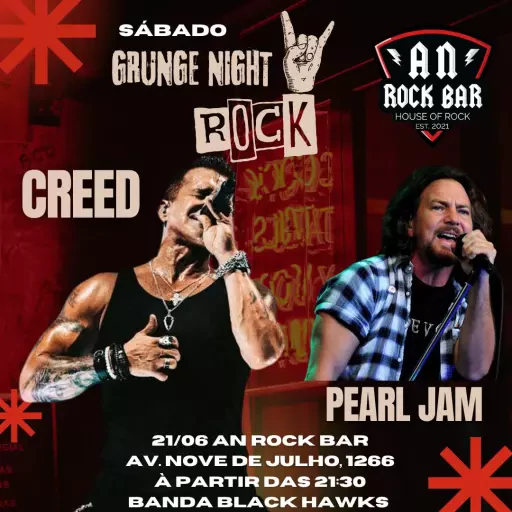 SÁBADO
GRUNGE NIGHT
ROCK
AN
ROCK BAR
HOUSE OF ROCK
EST. 2021
CREED
PEARL JAM
21/06 AN ROCK BAR
AV. NOVE DE JULHO, 1266
À PARTIR DAS 21:30
BANDA BLACK HAWKS